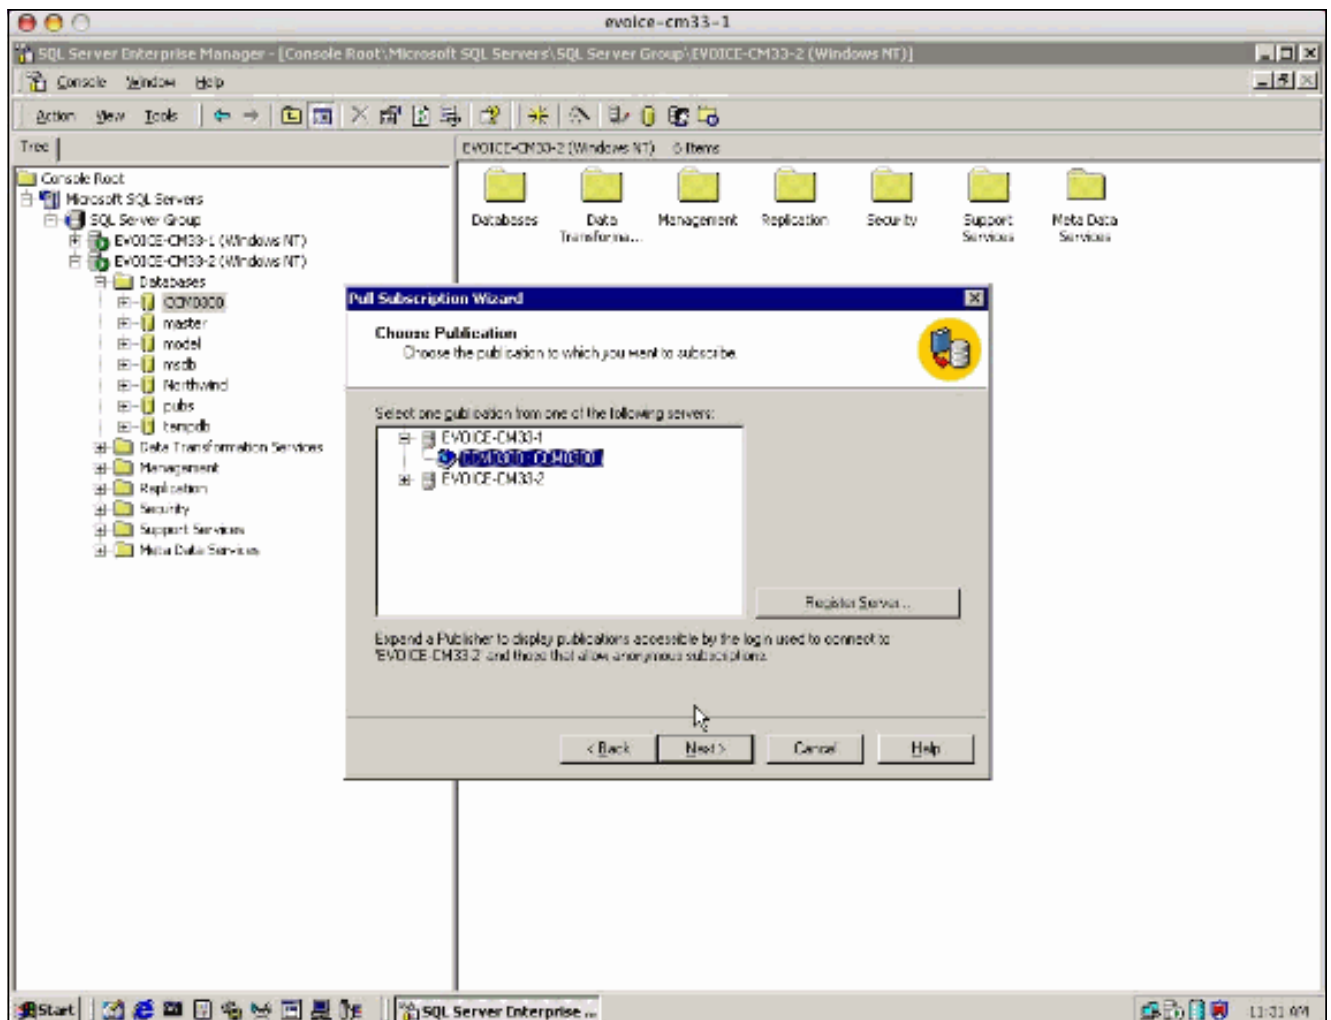 evoice-cm33-1
SQL Server Enterprise Manager - [Console Root\Microsoft SQL Servers\SQL Server Group\EVOICE-CM33-2 (Windows NT)]
Console Window Help
Action View Tools
Tree
EVOICE-CM33-2 (Windows NT) 6 Items
Console Root
Microsoft SQL Servers
SQL Server Group
EVOICE-CM33-1 (Windows NT)
EVOICE-CM33-2 (Windows NT)
Databases
CCM0300
master
model
msdb
Northwind
pubs
tempdb
Data Transformation Services
Management
Replication
Security
Support Services
Meta Data Services
Databases
Data Transforma...
Management
Replication
Security
Support Services
Meta Data Services
Pull Subscription Wizard
Choose Publication
Choose the publication to which you want to subscribe.
Select one publication from one of the following servers:
EVOICE-CM33-1
CCM0300:CCM0300
EVOICE-CM33-2
Register Server...
Expand a Publisher to display publications accessible by the login used to connect to
'EVOICE-CM33-2' and those that allow anonymous subscriptions.
< Back Next > Cancel Help
Start
SQL Server Enterprise ...
11:31 AM